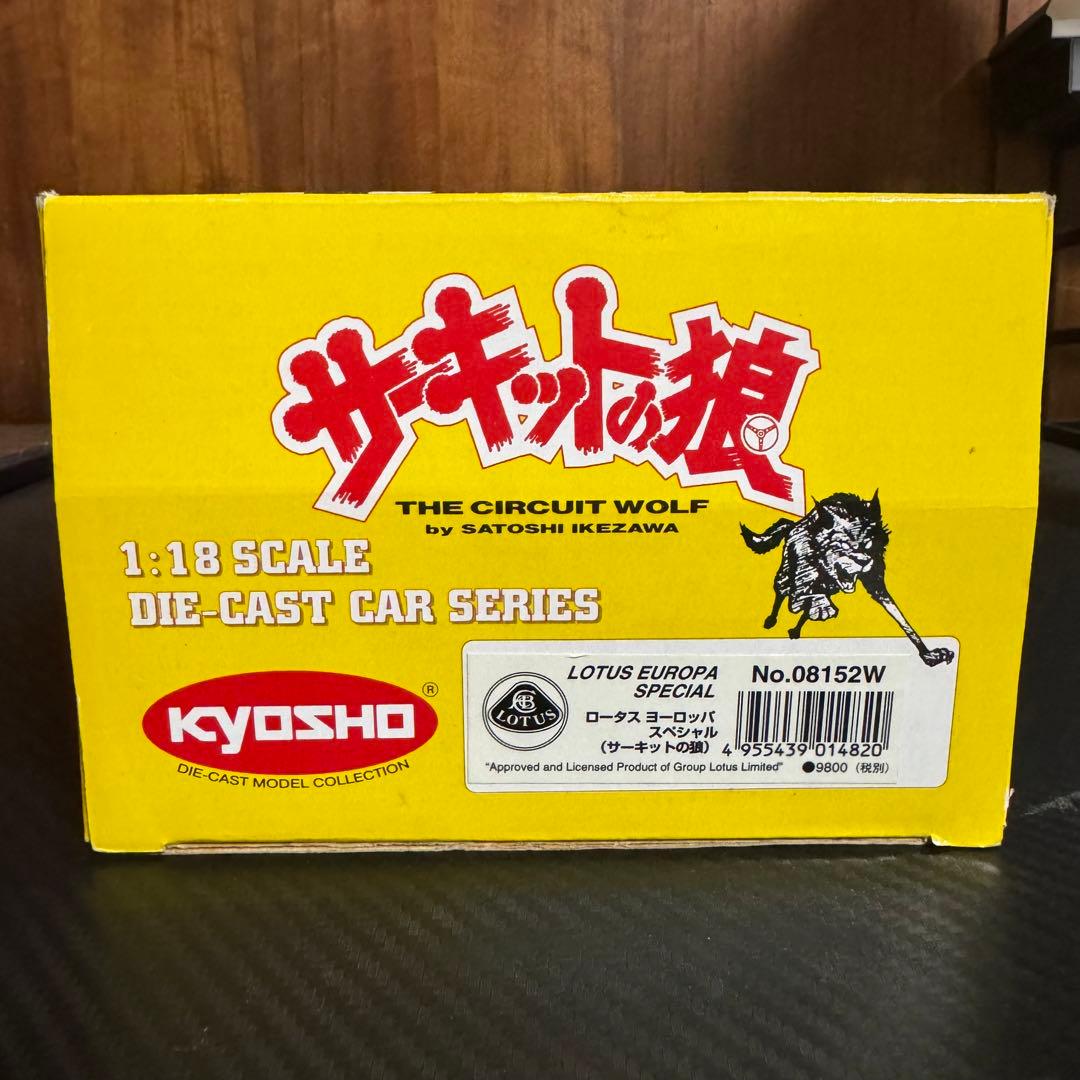 サーキットの狼
THE CIRCUIT WOLF
by SATOSHI IKEZAWA
1:18 SCALE
DIE-CAST CAR SERIES
KYOSHO ®
DIE-CAST MODEL COLLECTION
LOTUS
LOTUS EUROPA
SPECIAL
No.08152W
ロータス ヨーロッパ
スペシャル
(サーキットの狼)
4 955439 014820
"Approved and Licensed Product of Group Lotus Limited" ●9800 (税別)